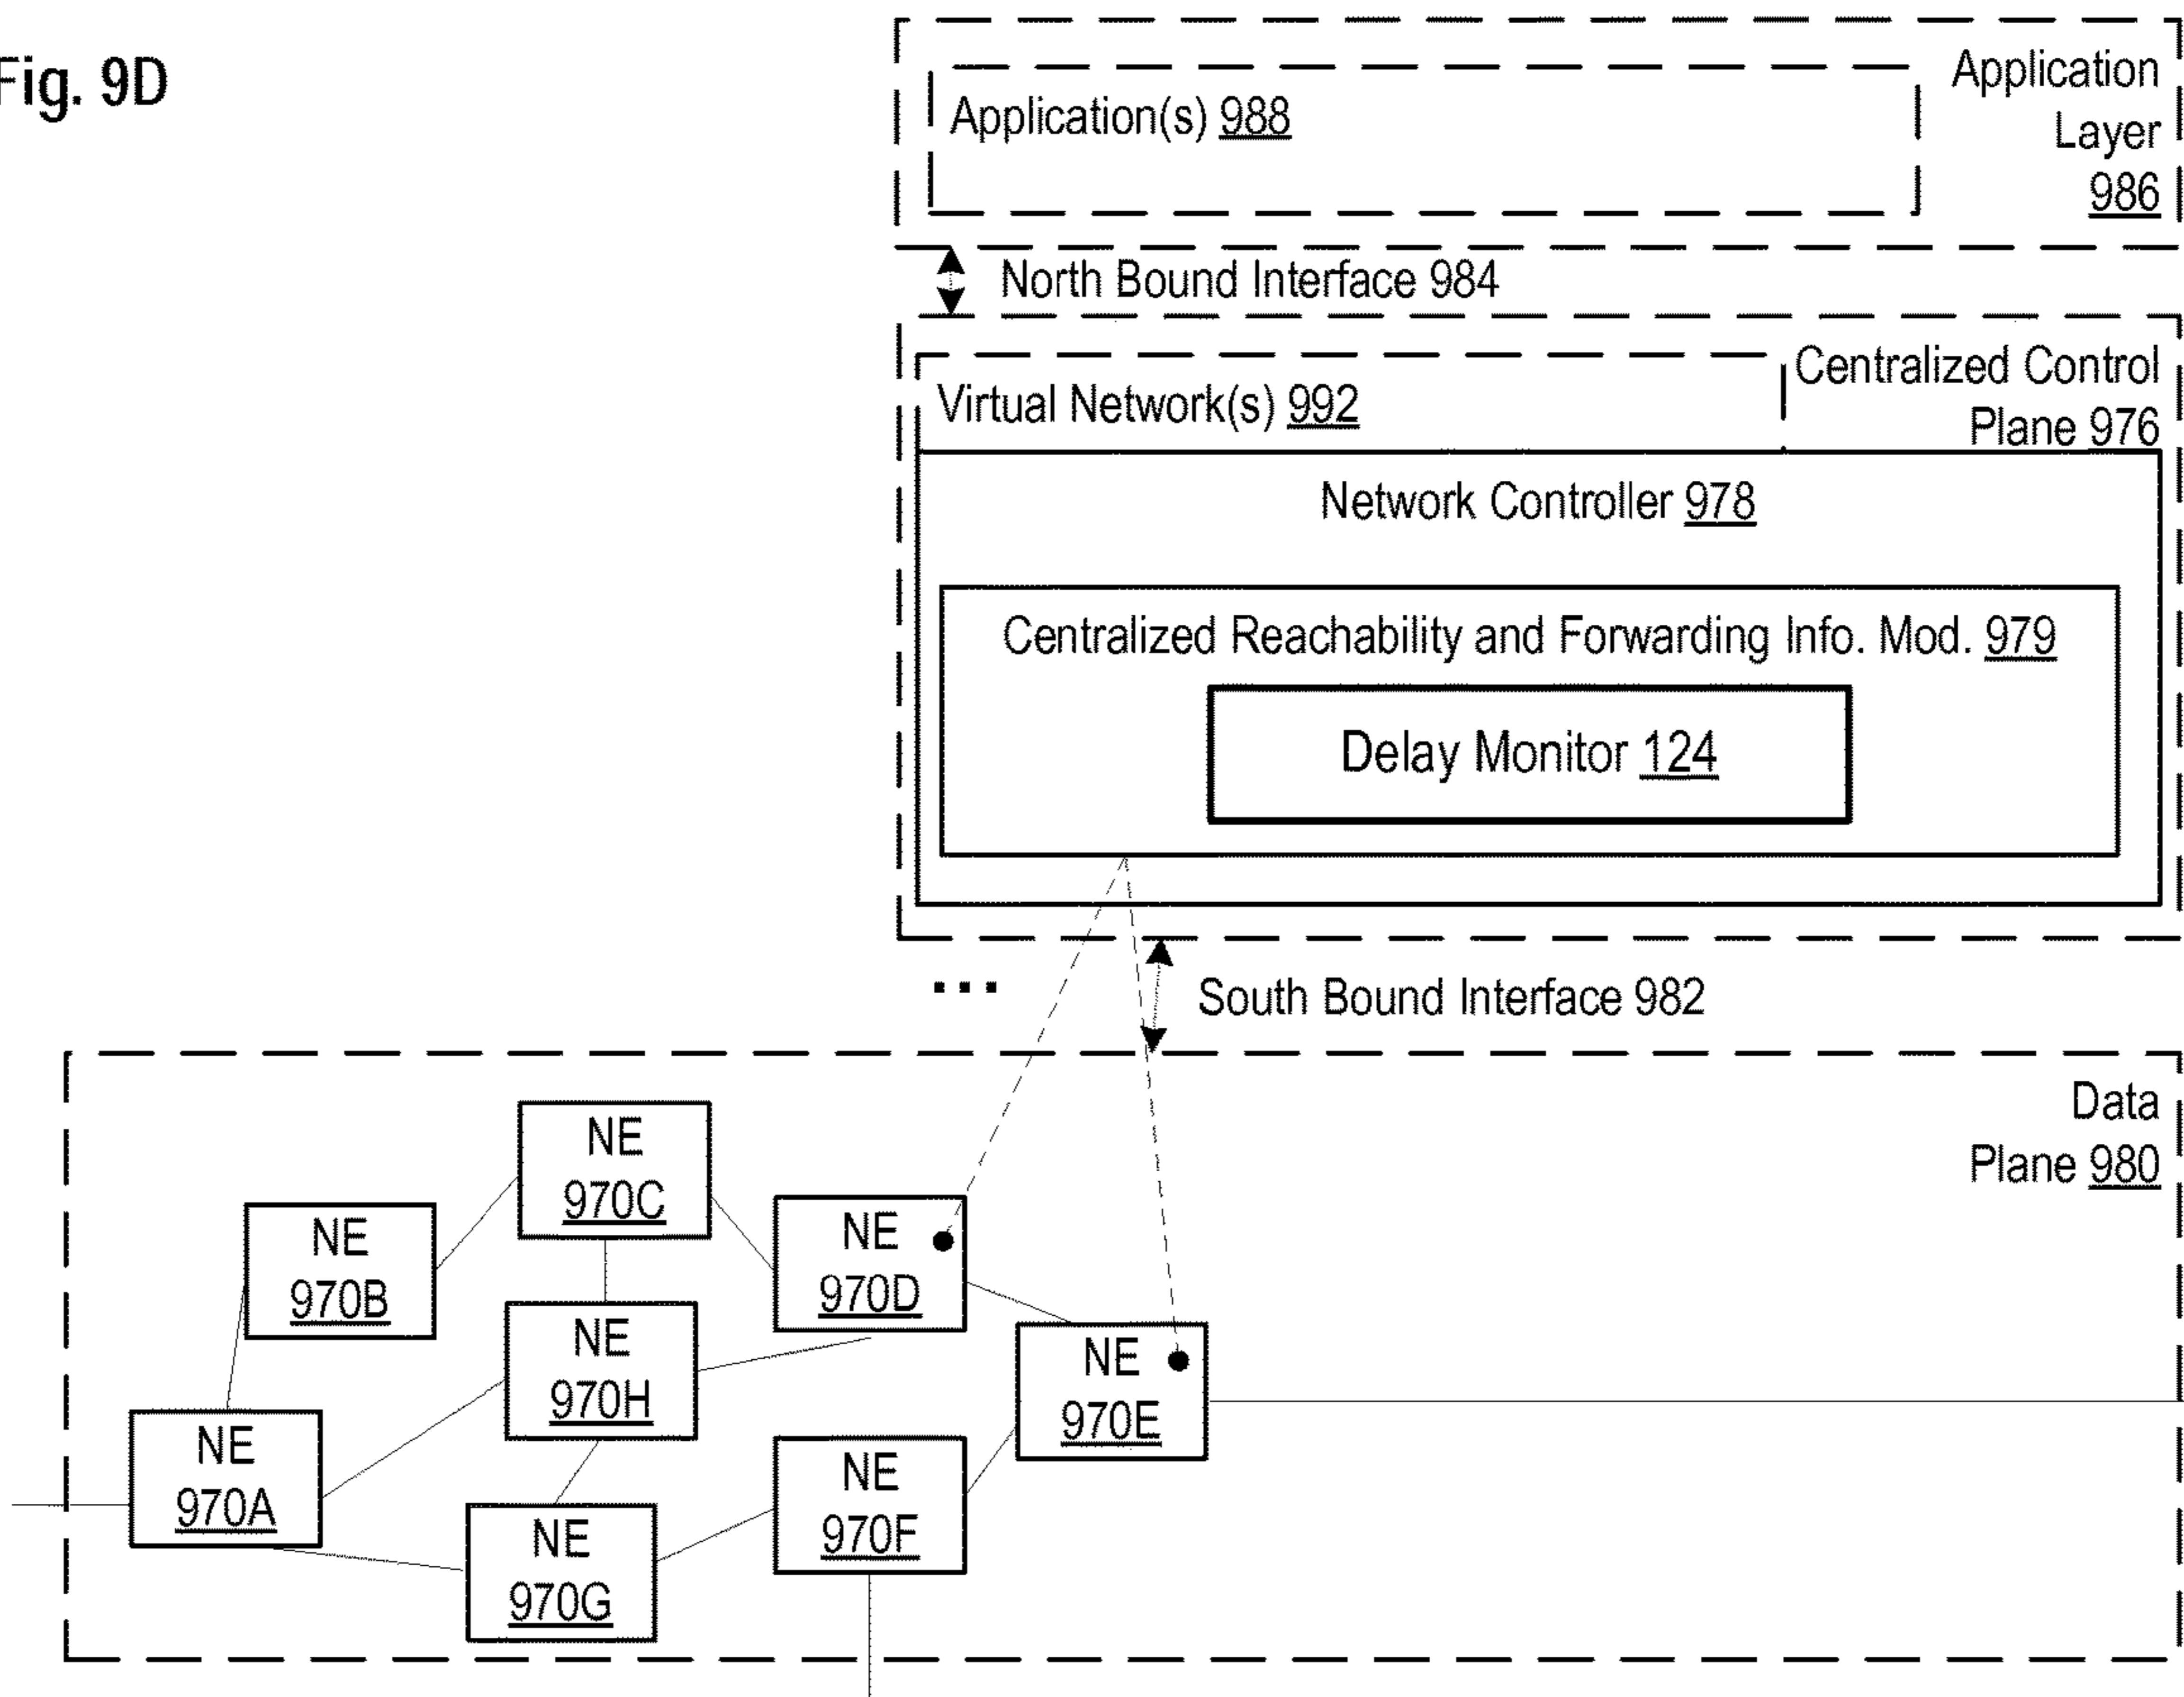 Fig. 9D
Application(s) 988
Application
Layer
986
North Bound Interface 984
Centralized Control
Plane 976
Virtual Network(s) 992
Network Controller 978
Centralized Reachability and Forwarding Info. Mod. 979
Delay Monitor 124
...
South Bound Interface 982
Data
Plane 980
NE
970C
NE
970B
NE
970D
NE
970H
NE
970E
NE
970A
NE
970F
NE
970G